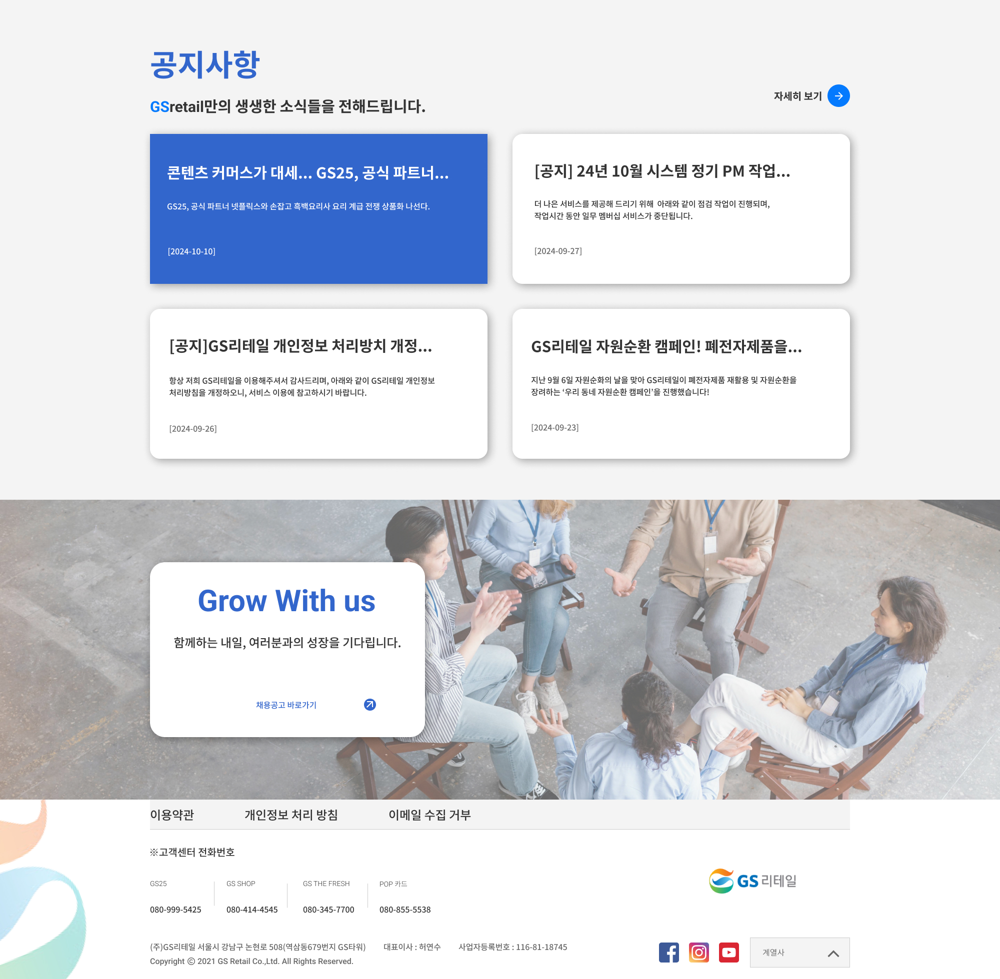 공지사항
GSretail만의 생생한 소식들을 전해드립니다.
자세히 보기
콘텐츠 커머스가 대세... GS25, 공식 파트너...
GS25, 공식 파트너 넷플릭스와 손잡고 흑백요리사 요리 계급 전쟁 상품화 나선다.
[2024-10-10]
[공지] 24년 10월 시스템 정기 PM 작업...
더 나은 서비스를 제공해 드리기 위해 아래와 같이 점검 작업이 진행되며,
작업시간 동안 일무 멤버십 서비스가 중단됩니다.
[2024-09-27]
[공지]GS리테일 개인정보 처리방치 개정...
항상 저희 GS리테일을 이용해주셔서 감사드리며, 아래와 같이 GS리테일 개인정보
처리방침을 개정하오니, 서비스 이용에 참고하시기 바랍니다.
[2024-09-26]
GS리테일 자원순환 캠페인! 폐전자제품을...
지난 9월 6일 자원순화의 날을 맞아 GS리테일이 폐전자제품 재활용 및 자원순환을
장려하는 ‘우리 동네 자원순환 캠페인’을 진행했습니다!
[2024-09-23]
Grow With us
함께하는 내일, 여러분과의 성장을 기다립니다.
채용공고 바로가기
이용약관 개인정보 처리 방침 이메일 수집 거부
※고객센터 전화번호
GS25 GS SHOP GS THE FRESH POP 카드
080-999-5425 080-414-4545 080-345-7700 080-855-5538
GS 리테일
(주)GS리테일 서울시 강남구 논현로 508(역삼동679번지 GS타워) 대표이사 : 허연수 사업자등록번호 : 116-81-18745
Copyright ⓒ 2021 GS Retail Co.,Ltd. All Rights Reserved.
계열사